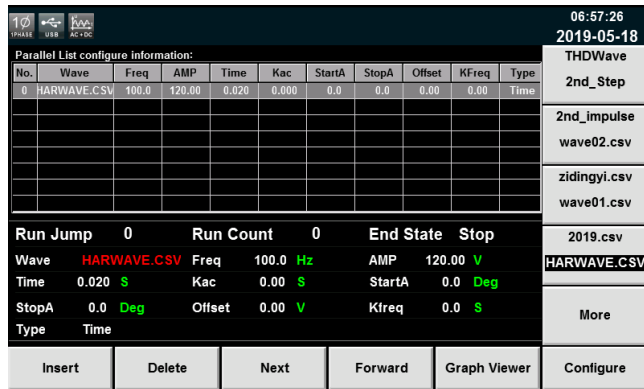 1Ø
1PHASE USB AC+DC
06:57:26
2019-05-18
Parallel List configure information:
No. Wave Freq AMP Time Kac StartA StopA Offset KFreq Type
0 HARWAVE.CSV 100.0 120.00 0.020 0.000 0.0 0.0 0.00 0.00 Time
THDWave
2nd_Step
2nd_impulse
wave02.csv
zidingyi.csv
wave01.csv
2019.csv
HARWAVE.CSV
More
Run Jump 0 Run Count 0 End State Stop
Wave HARWAVE.CSV Freq 100.0 Hz AMP 120.00 V
Time 0.020 S Kac 0.00 S StartA 0.0 Deg
StopA 0.0 Deg Offset 0.00 V Kfreq 0.0 S
Type Time
Insert Delete Next Forward Graph Viewer Configure